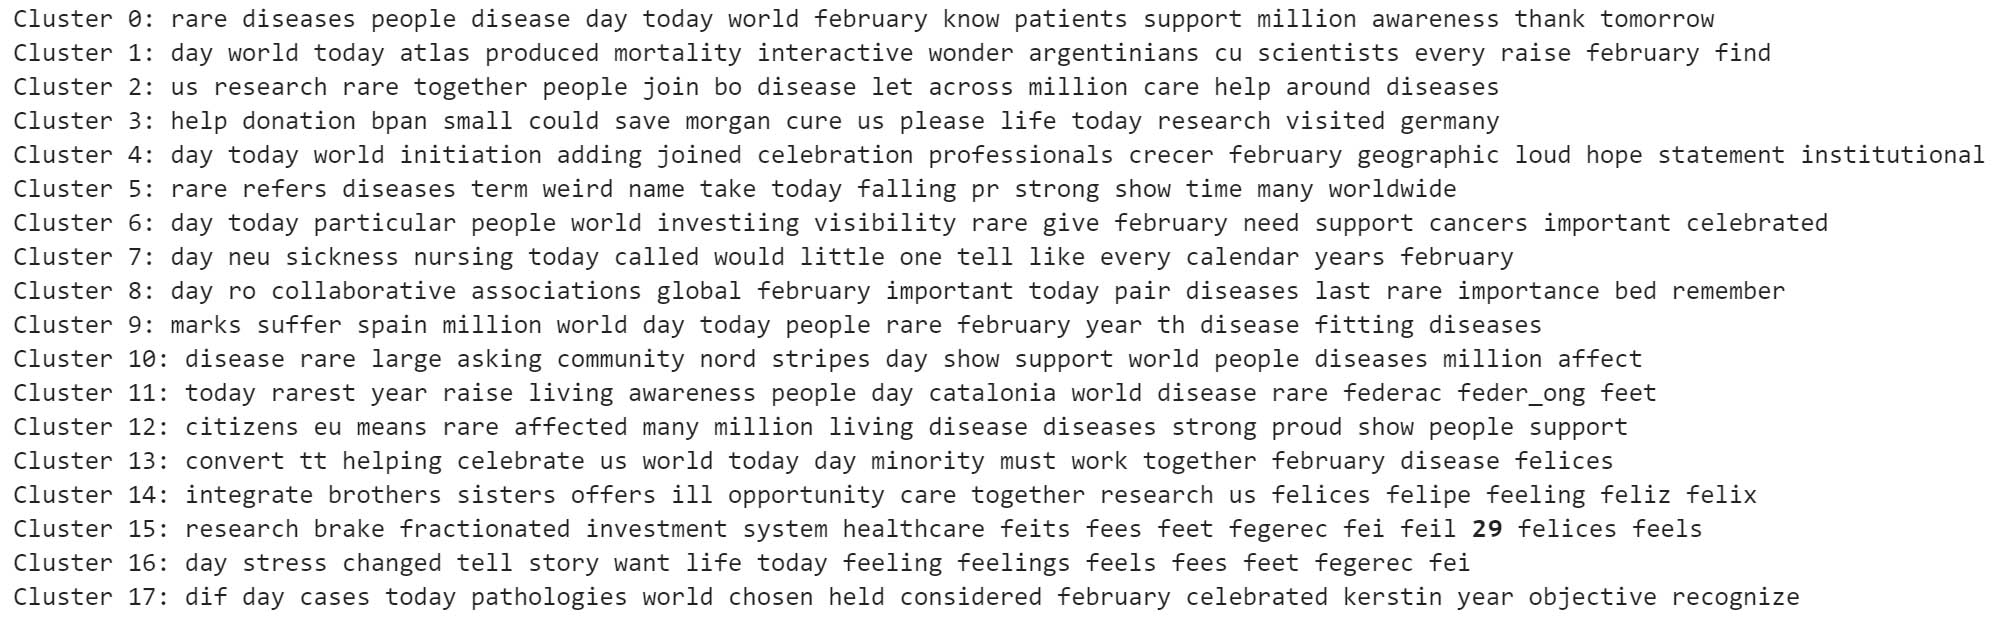 Cluster 0: rare diseases people disease day today world february know patients support million awareness thank tomorrow
Cluster 1: day world today atlas produced mortality interactive wonder argentinians cu scientists every raise february find
Cluster 2: us research rare together people join bo disease let across million care help around diseases
Cluster 3: help donation bpan small could save morgan cure us please life today research visited germany
Cluster 4: day today world initiation adding joined celebration professionals crecer february geographic loud hope statement institutional
Cluster 5: rare refers diseases term weird name take today falling pr strong show time many worldwide
Cluster 6: day today particular people world investiing visibility rare give february need support cancers important celebrated
Cluster 7: day neu sickness nursing today called would little one tell like every calendar years february
Cluster 8: day ro collaborative associations global february important today pair diseases last rare importance bed remember
Cluster 9: marks suffer spain million world day today people rare february year th disease fitting diseases
Cluster 10: disease rare large asking community nord stripes day show support world people diseases million affect
Cluster 11: today rarest year raise living awareness people day catalonia world disease rare federac feder_ong feet
Cluster 12: citizens eu means rare affected many million living disease diseases strong proud show people support
Cluster 13: convert tt helping celebrate us world today day minority must work together february disease felices
Cluster 14: integrate brothers sisters offers ill opportunity care together research us felices felipe feeling feliz felix
Cluster 15: research brake fractionated investment system healthcare feits fees feet fegerec fei feil 29 felices feels
Cluster 16: day stress changed tell story want life today feeling feelings feels fees feet fegerec fei
Cluster 17: dif day cases today pathologies world chosen held considered february celebrated kerstin year objective recognize